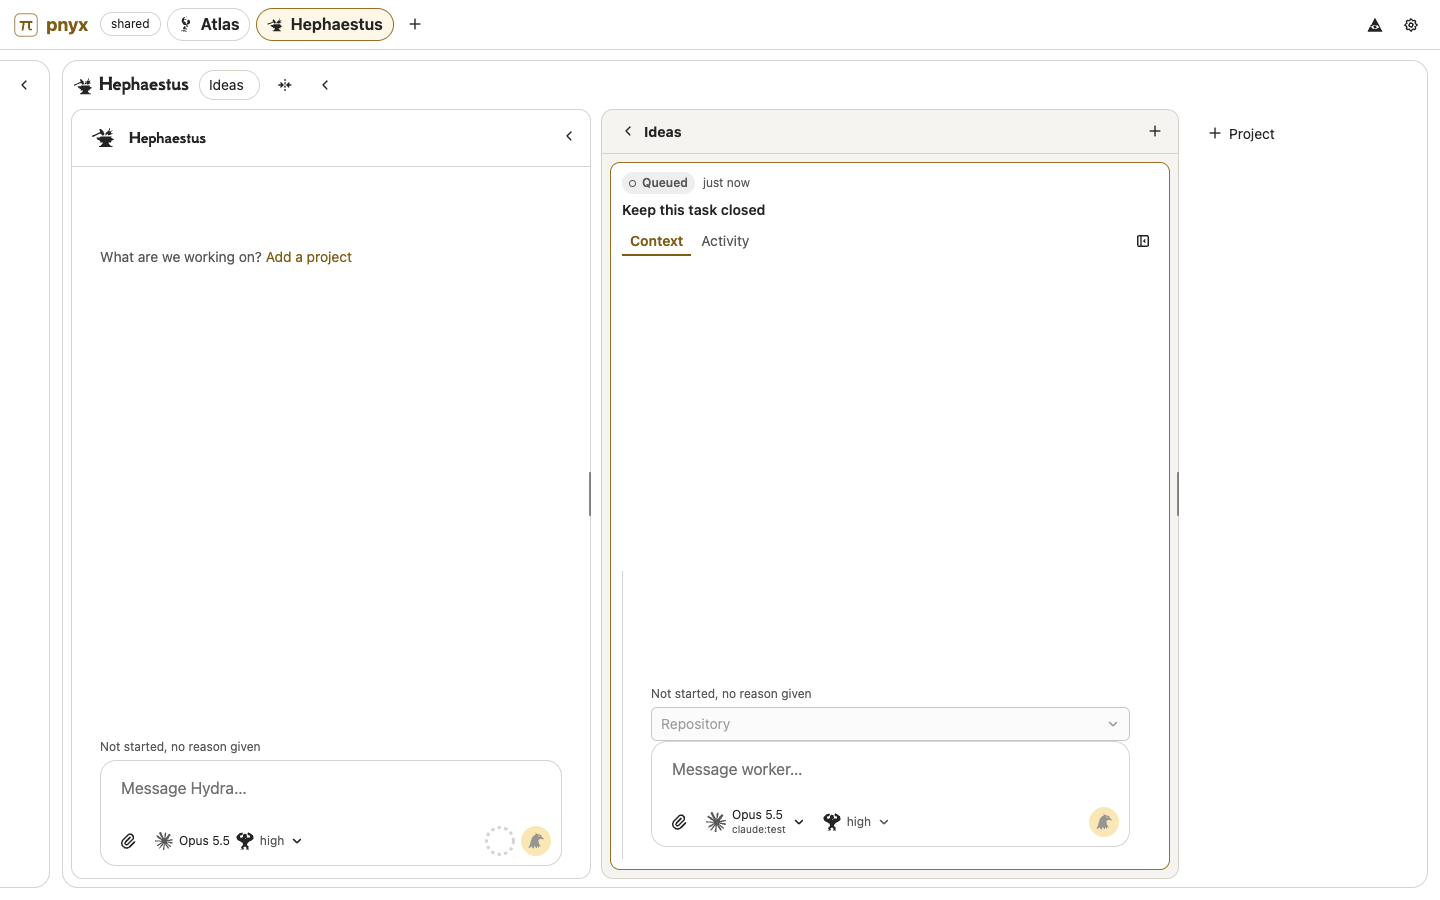 π pnyx shared Atlas Hephaestus
Hephaestus Ideas
Hephaestus
What are we working on? Add a project
Not started, no reason given
Message Hydra...
Opus 5.5 high
Ideas
Queued just now
Keep this task closed
Context Activity
Not started, no reason given
Repository
Message worker...
Opus 5.5
claude:test
high
Project